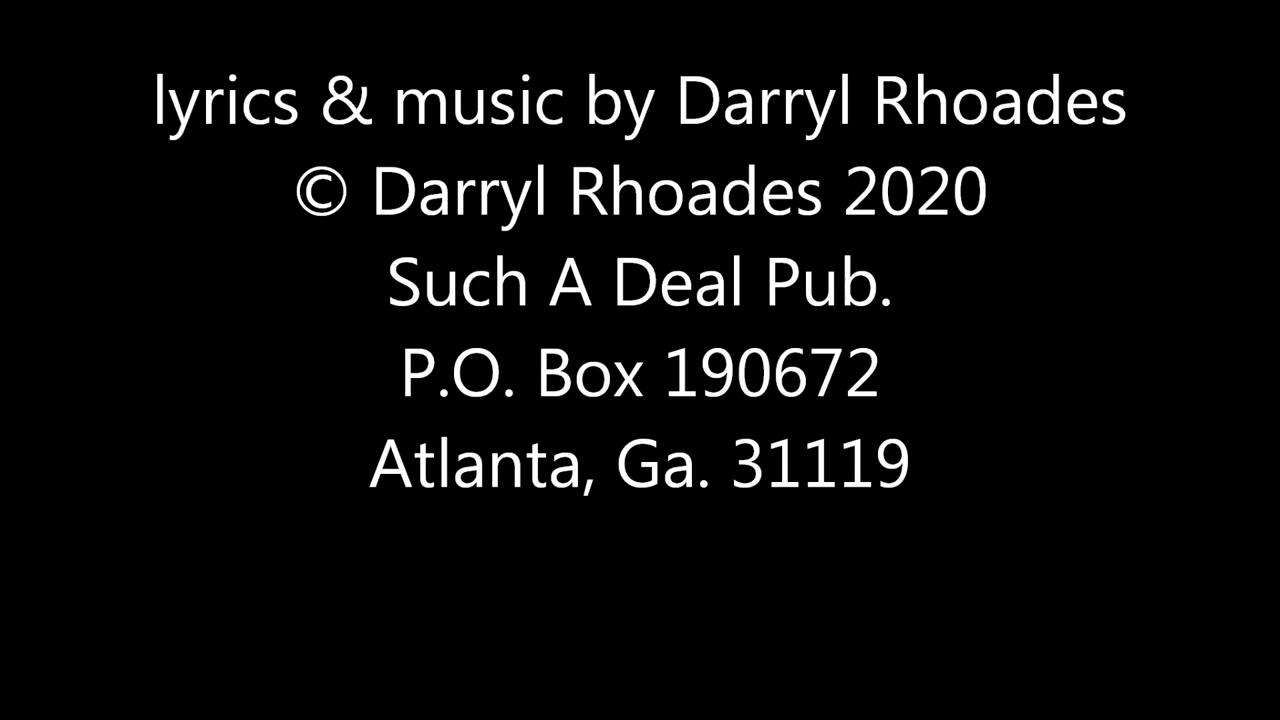 lyrics & music by Darryl Rhoades
© Darryl Rhoades 2020
Such A Deal Pub.
P.O. Box 190672
Atlanta, Ga. 31119